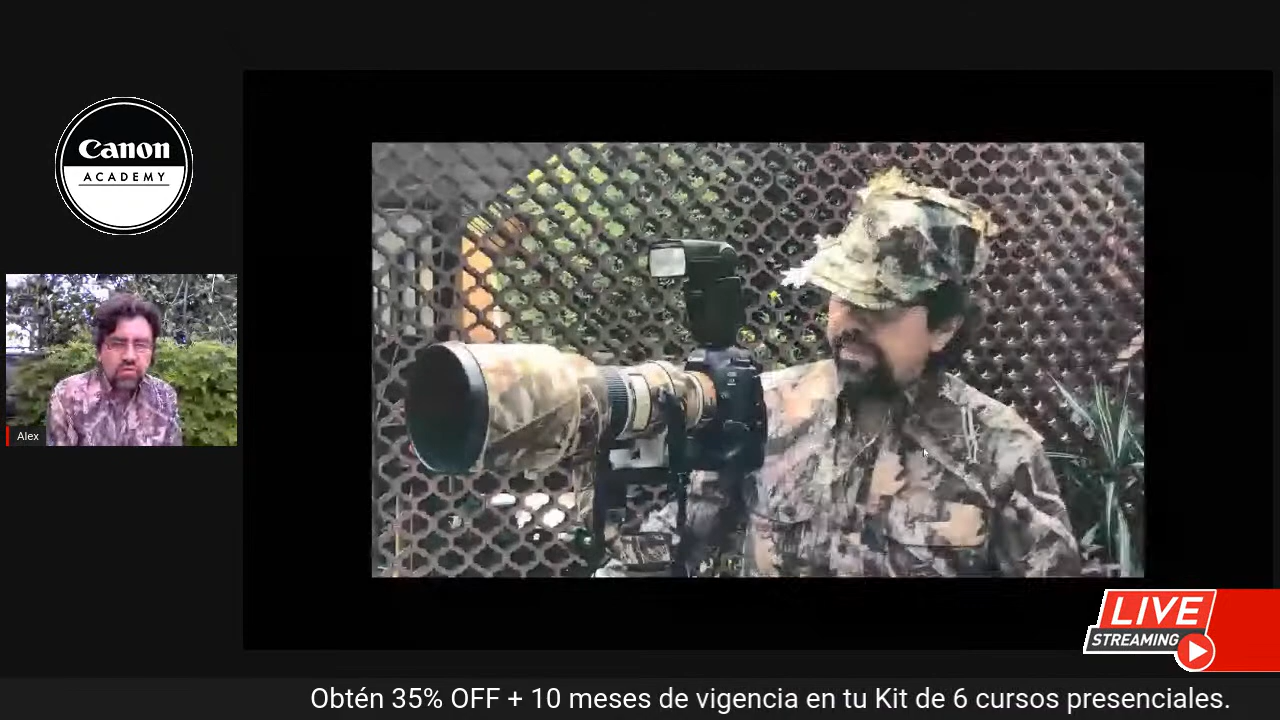 Canon
ACADEMY
Alex
LIVE
STREAMING
Obtén 35% OFF + 10 meses de vigencia en tu Kit de 6 cursos presenciales.